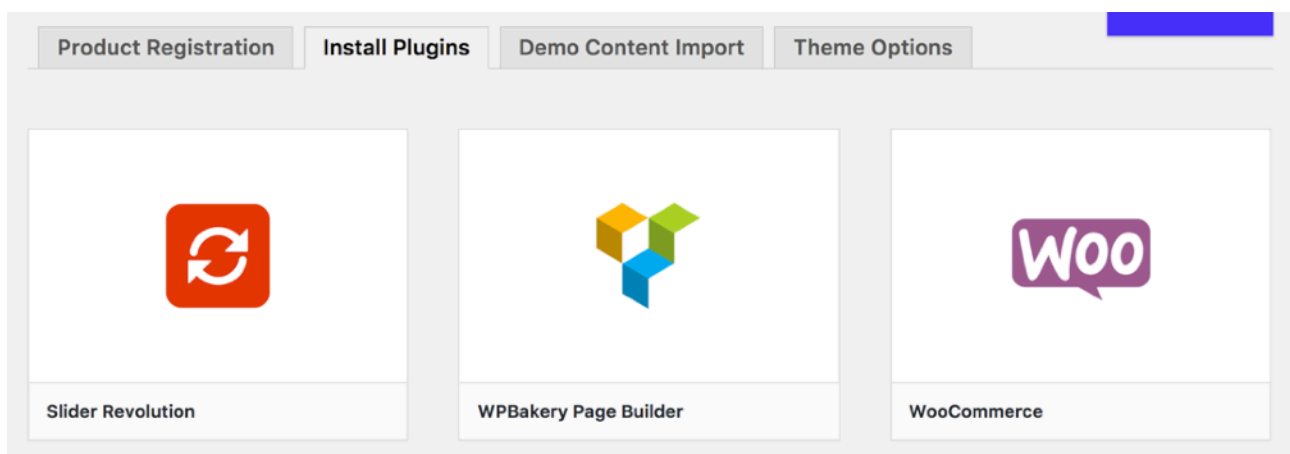 Product Registration Install Plugins Demo Content Import Theme Options
Woo
Slider Revolution WPBakery Page Builder WooCommerce